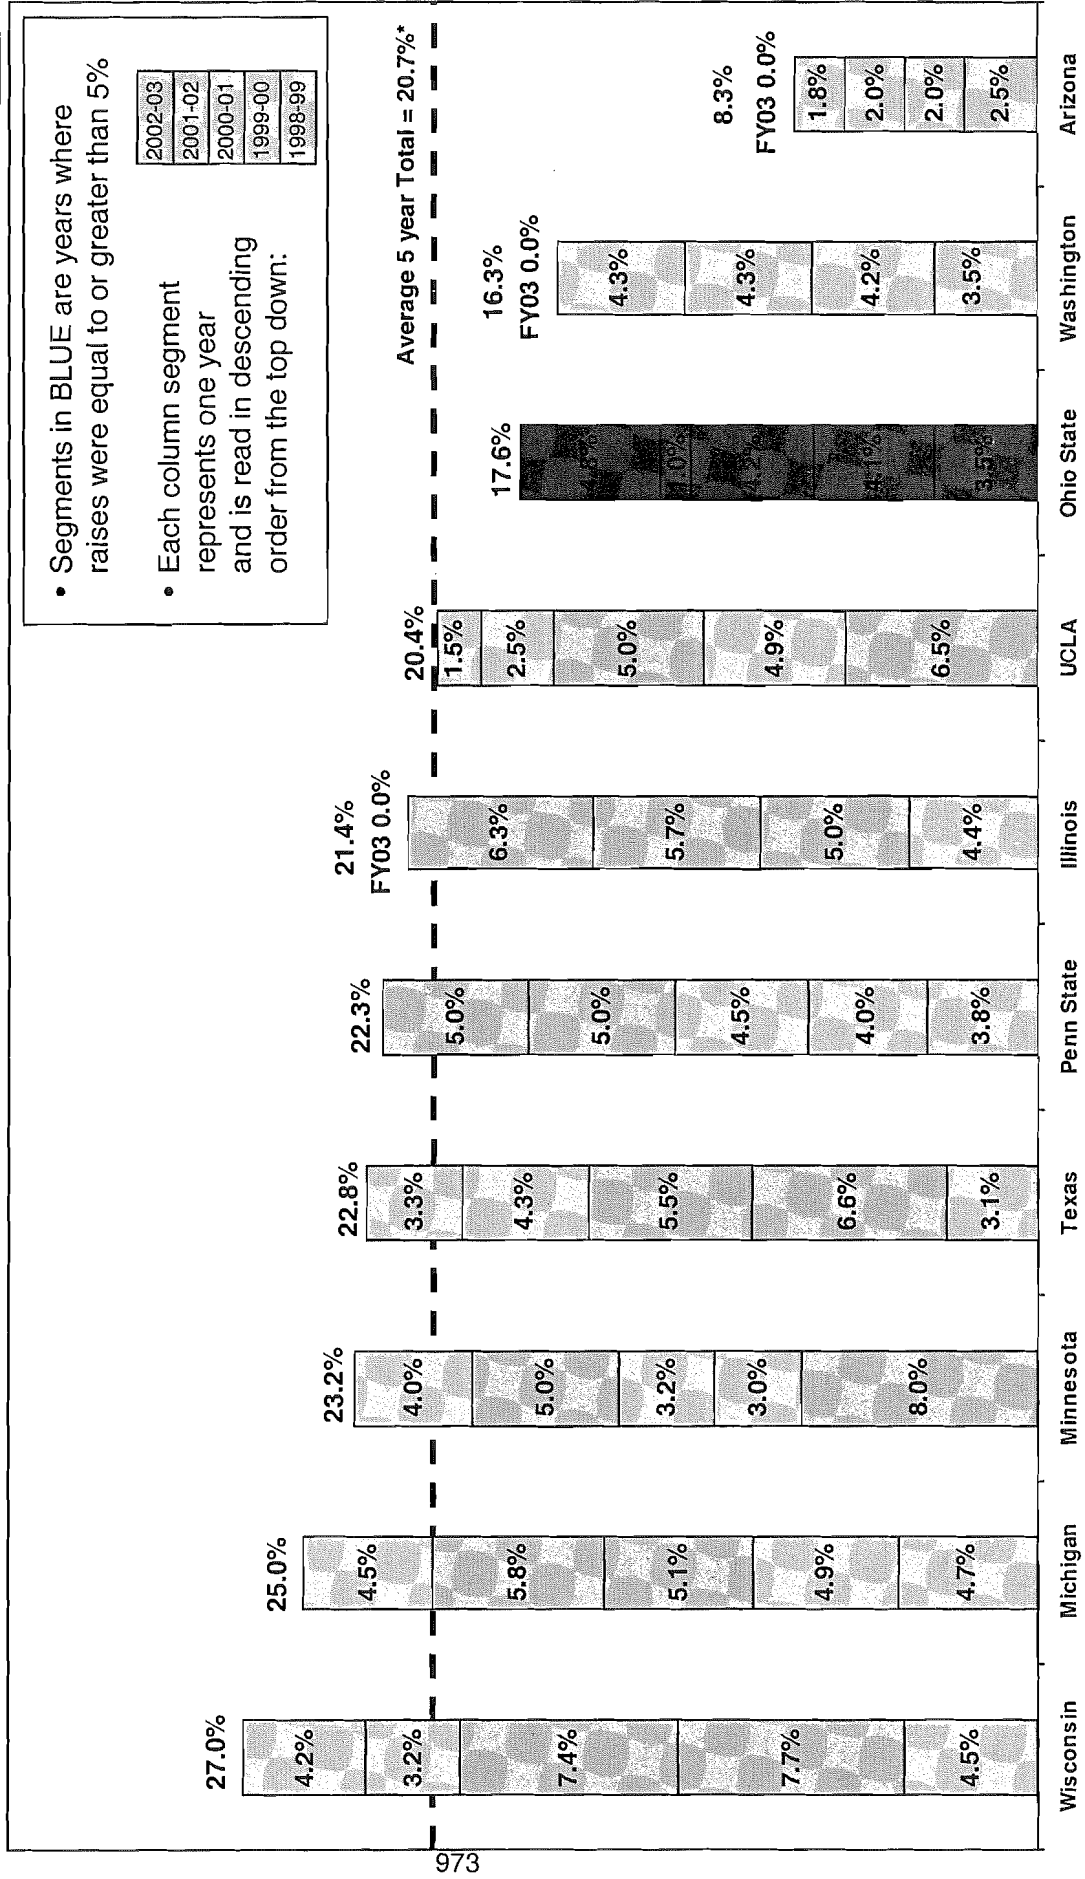 • Segments in BLUE are years where
raises were equal to or greater than 5%
• Each column segment
represents one year
and is read in descending
order from the top down:
2002-03
2001-02
2000-01
1999-00
1998-99
Average 5 year Total = 20.7%*
27.0%
4.2%
3.2%
7.4%
7.7%
4.5%
Wisconsin
25.0%
4.5%
5.8%
5.1%
4.9%
4.7%
Michigan
23.2%
4.0%
5.0%
3.2%
3.0%
8.0%
Minnesota
22.8%
3.3%
4.3%
5.5%
6.6%
3.1%
Texas
22.3%
5.0%
5.0%
4.5%
4.0%
3.8%
Penn State
21.4%
FY03 0.0%
6.3%
5.7%
5.0%
4.4%
Illinois
20.4%
1.5%
2.5%
5.0%
4.9%
6.5%
UCLA
17.6%
3.5%
Ohio State
16.3%
FY03 0.0%
4.3%
4.3%
4.2%
3.5%
Washington
8.3%
FY03 0.0%
1.8%
2.0%
2.0%
2.5%
Arizona
973